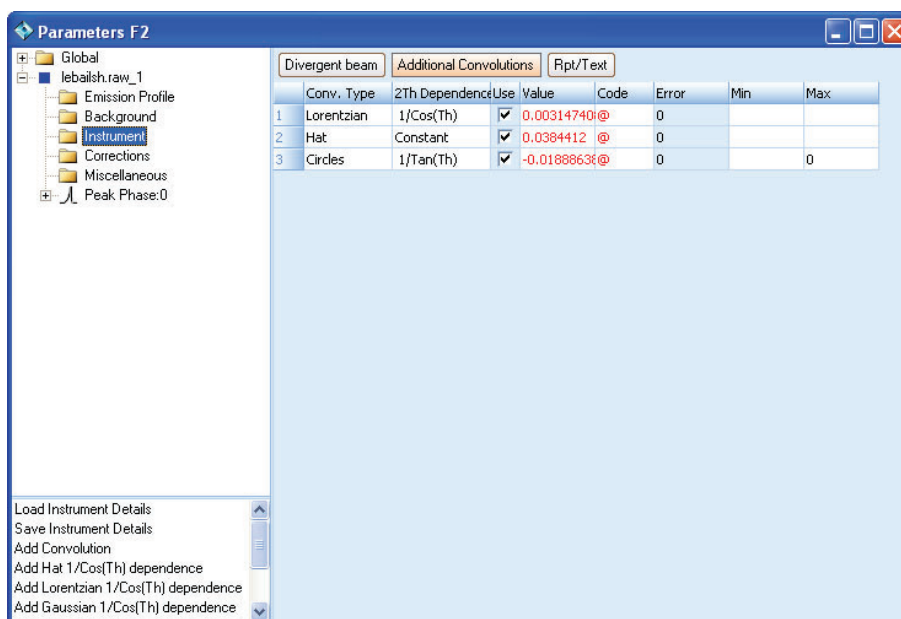 Parameters F2
Global
lebailsh.raw_1
Emission Profile
Background
Instrument
Corrections
Miscellaneous
Peak Phase:0
Divergent beam Additional Convolutions Rpt/Text
Conv. Type 2Th Dependence Use Value Code Error Min Max
1 Lorentzian 1/Cos(Th) 0.00314740 @ 0
2 Hat Constant 0.0384412 @ 0
3 Circles 1/Tan(Th) -0.0188863 @ 0 0
Load Instrument Details
Save Instrument Details
Add Convolution
Add Hat 1/Cos(Th) dependence
Add Lorentzian 1/Cos(Th) dependence
Add Gaussian 1/Cos(Th) dependence